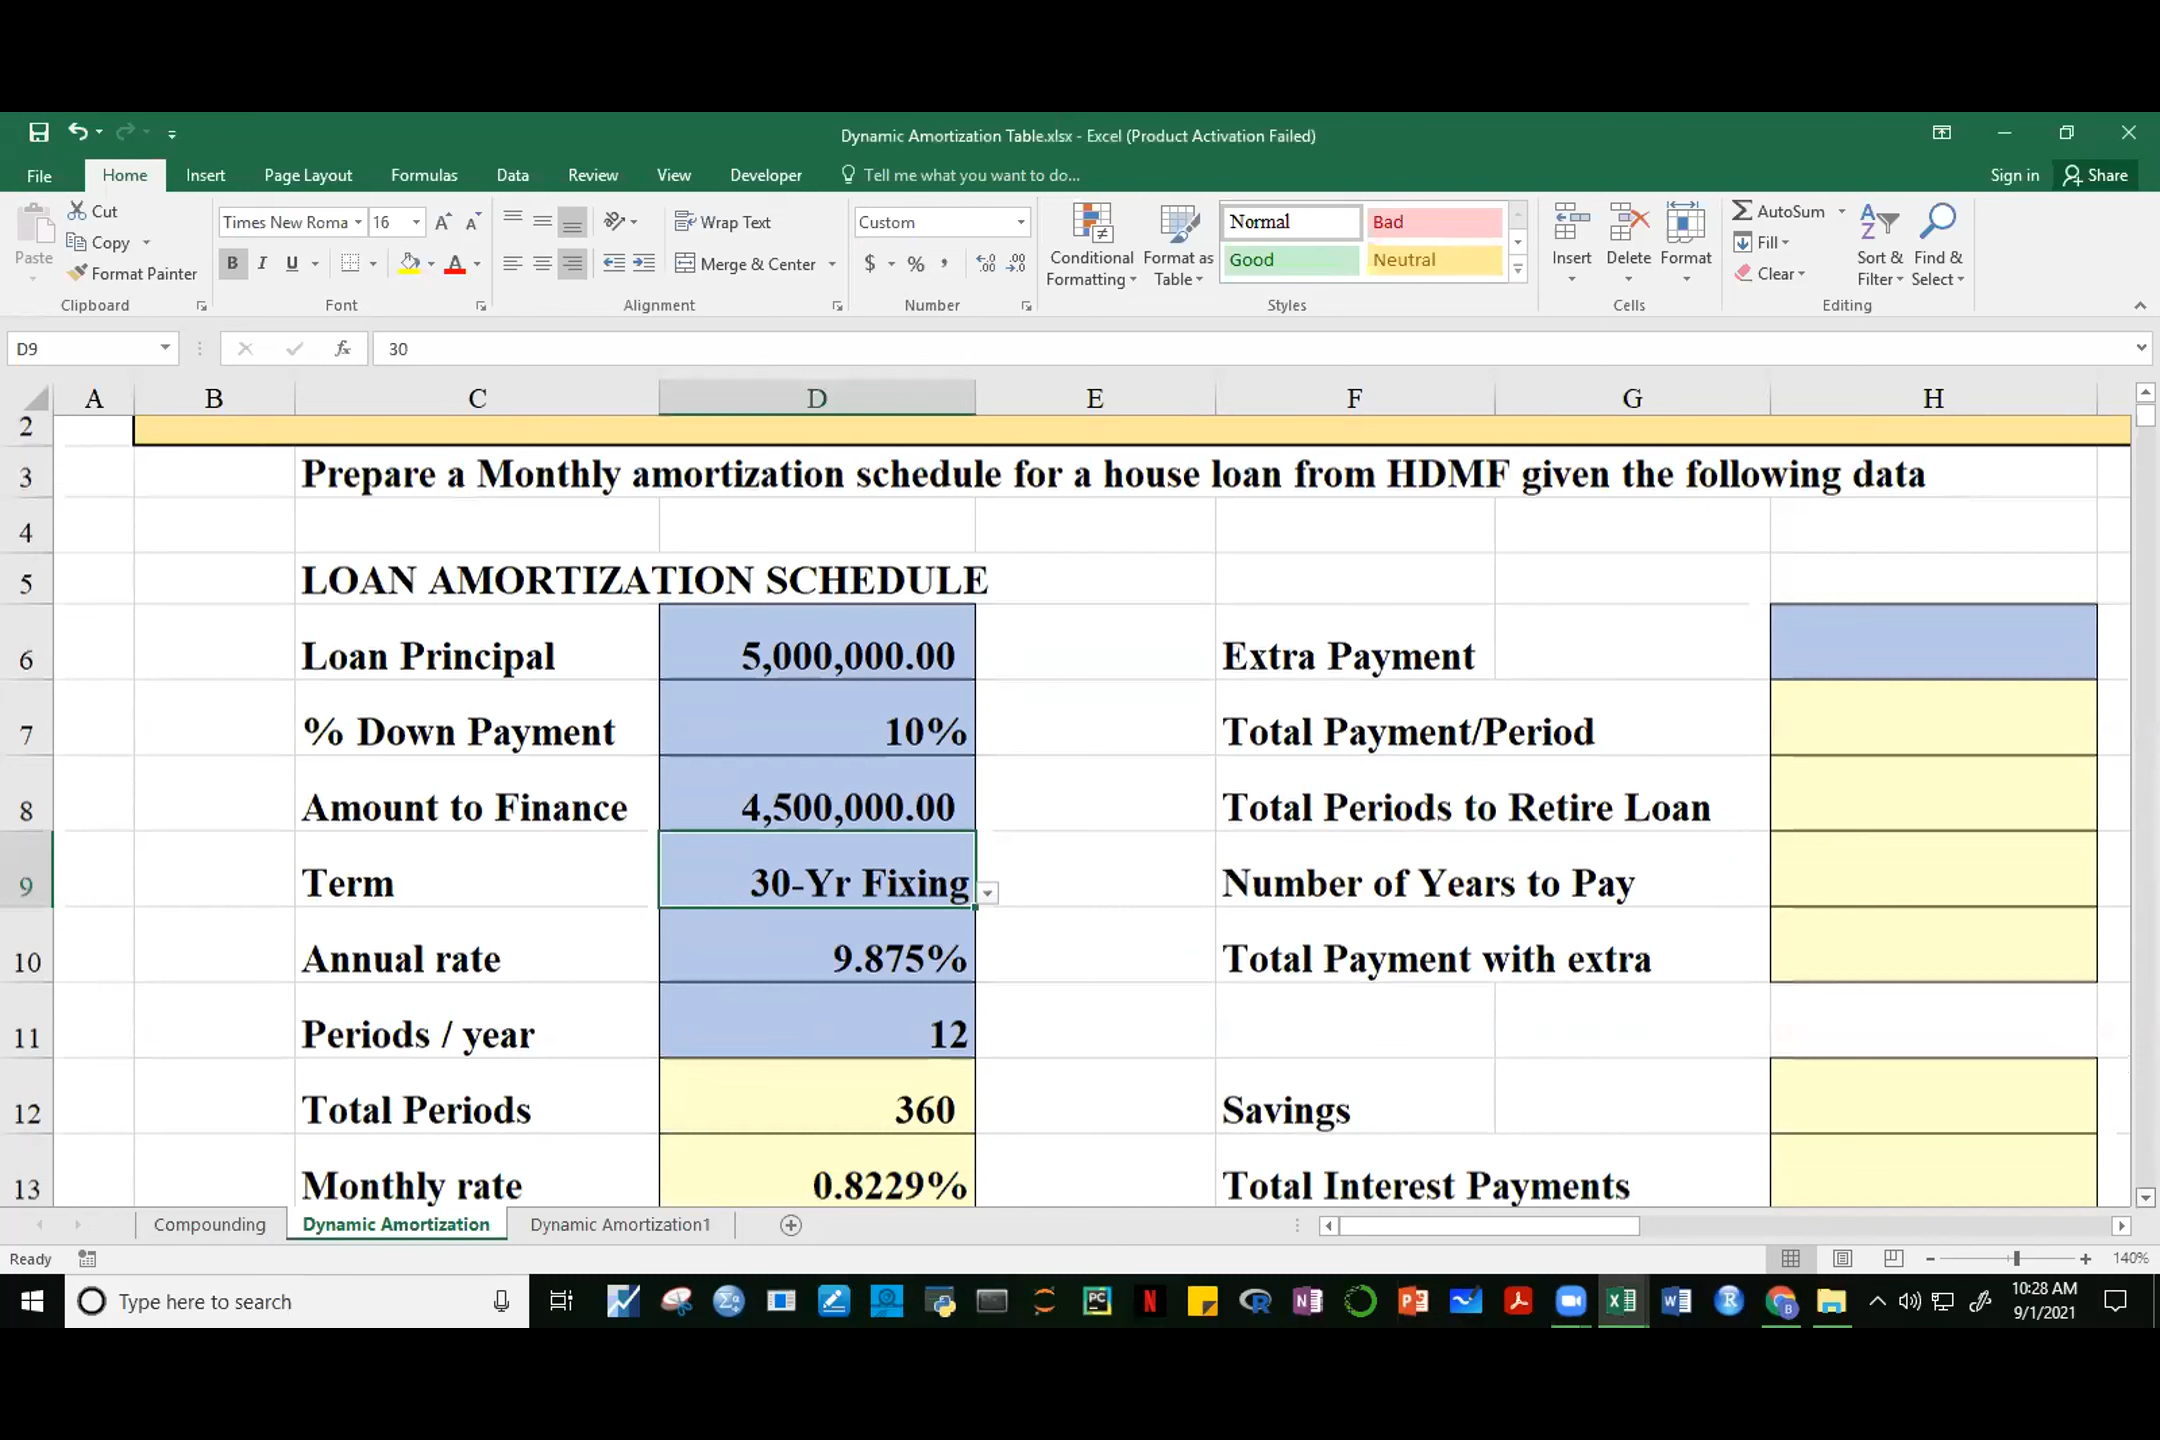 Dynamic Amortization Table.xlsx - Excel (Product Activation Failed)
File Home Insert Page Layout Formulas Data Review View Developer Tell me what you want to do... Sign in Share
Paste Cut Copy Format Painter Clipboard
Times New Roma 16 B I U A Font
Wrap Text Merge & Center Alignment
Custom $ % , Number
Conditional Formatting Format as Table Normal Bad Good Neutral Styles
Insert Delete Format Cells
AutoSum Fill Clear Sort & Filter Find & Select Editing
D9 fx 30
A B C D E F G H
2
3 Prepare a Monthly amortization schedule for a house loan from HDMF given the following data
4
5 LOAN AMORTIZATION SCHEDULE
6 Loan Principal 5,000,000.00 Extra Payment
7 % Down Payment 10% Total Payment/Period
8 Amount to Finance 4,500,000.00 Total Periods to Retire Loan
9 Term 30-Yr Fixing Number of Years to Pay
10 Annual rate 9.875% Total Payment with extra
11 Periods / year 12
12 Total Periods 360 Savings
13 Monthly rate 0.8229% Total Interest Payments
Compounding Dynamic Amortization Dynamic Amortization1
Ready 140%
Type here to search 10:28 AM
9/1/2021